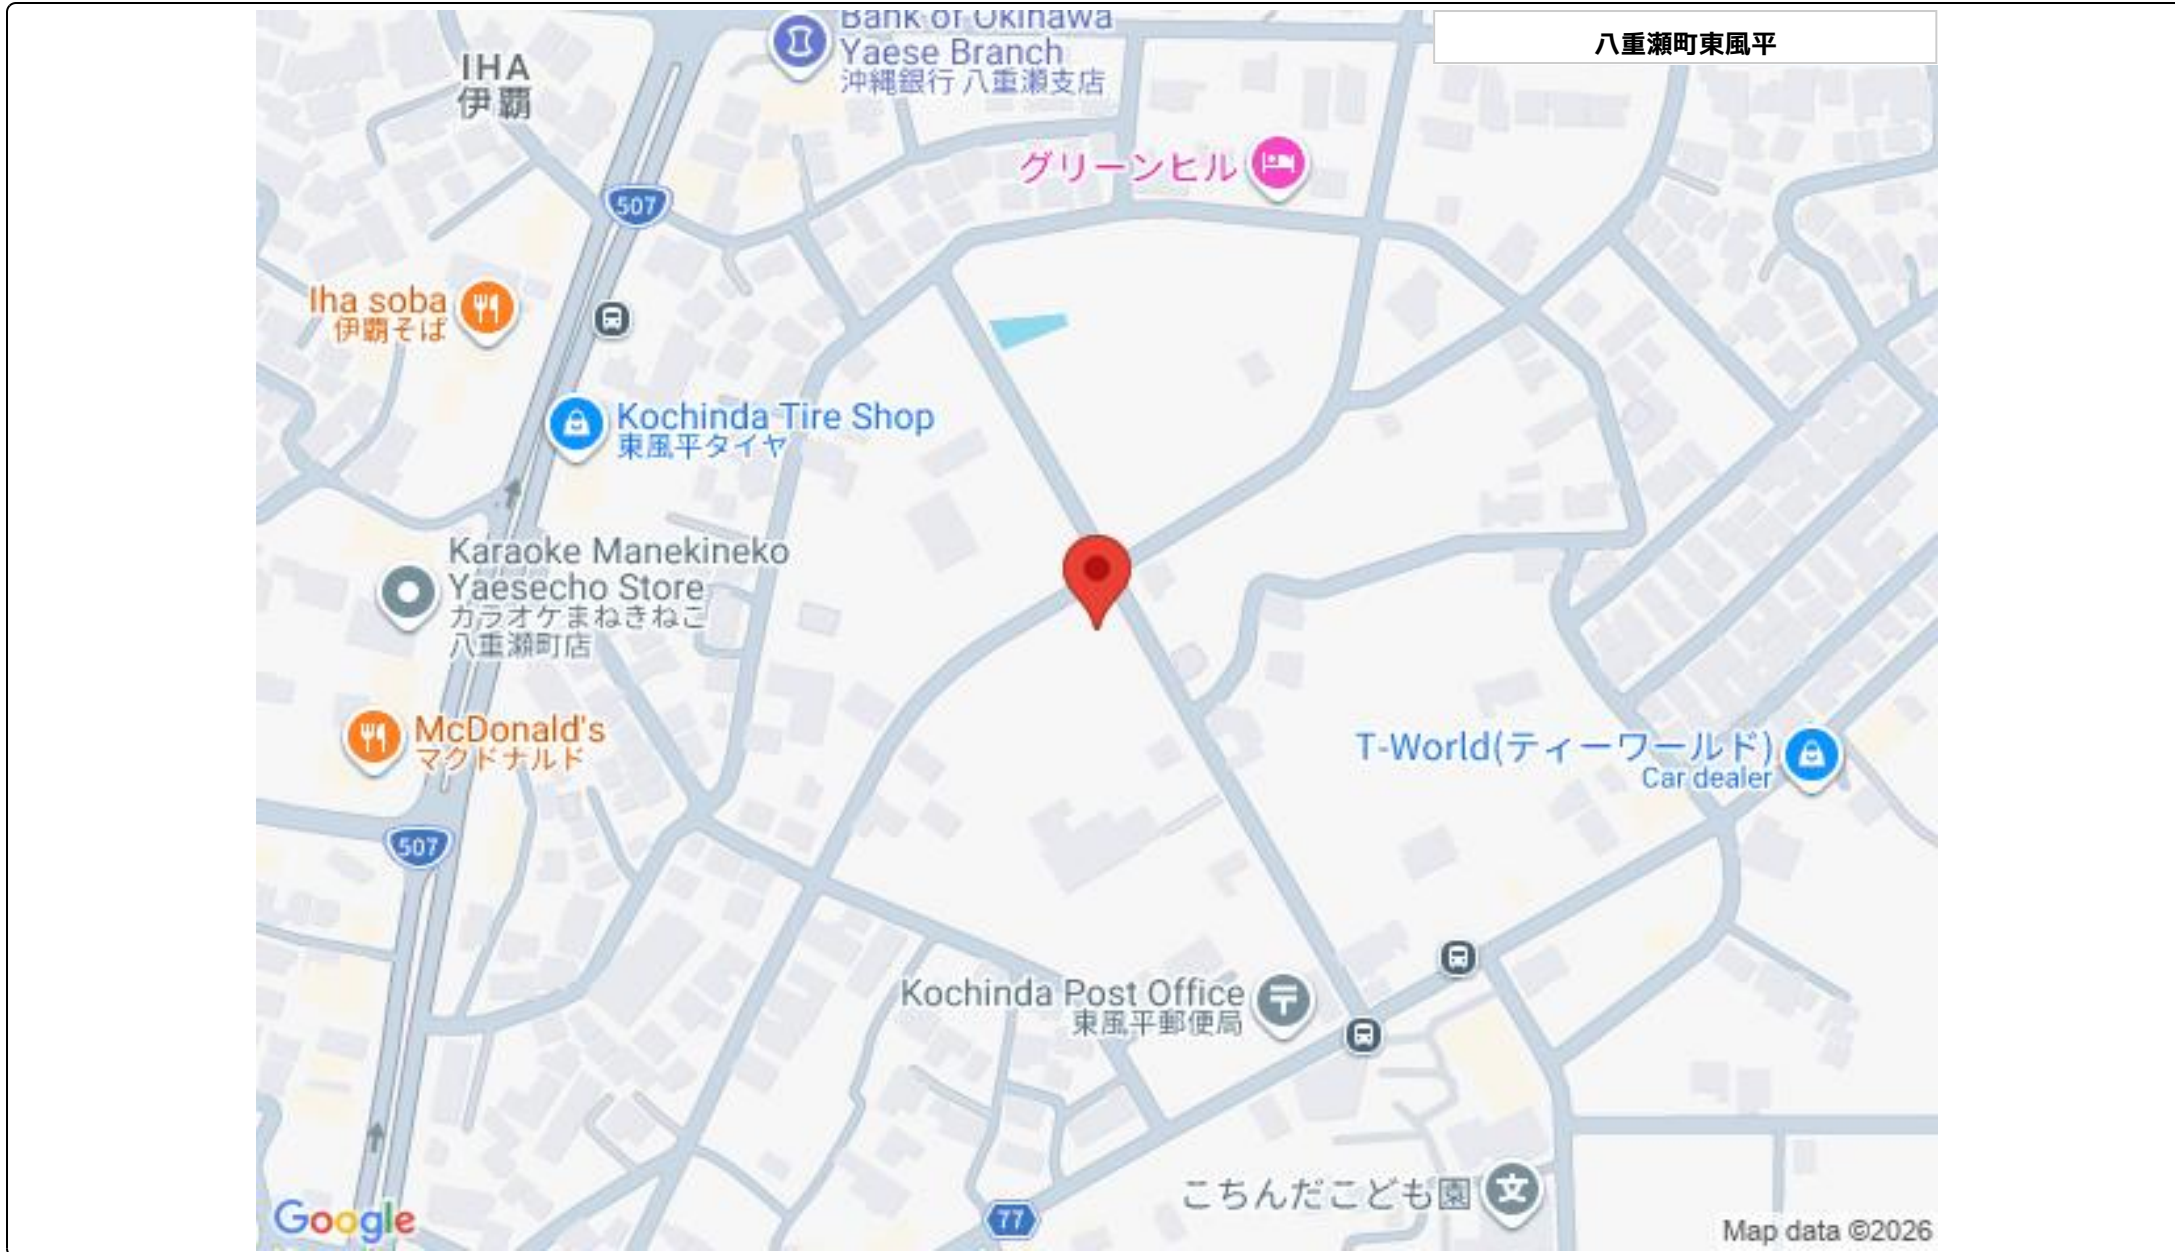 八重瀬町東風平
Bank of Okinawa
Yaese Branch
沖縄銀行 八重瀬支店
IHA
伊覇
グリーンヒル
507
Iha soba
伊覇そば
Kochinda Tire Shop
東風平タイヤ
Karaoke Manekineko
Yaesecho Store
カラオケまねきねこ
八重瀬町店
McDonald's
マクドナルド
T-World(ティーワールド)
Car dealer
507
Kochinda Post Office
東風平郵便局
こちんだこども園
文
77
Google
Map data ©2026